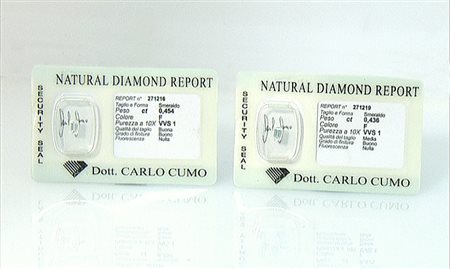 NATURAL DIAMOND REPORT
SECURITY SEAL
REPORT n° 271216
Taglio e Forma Smeraldo
Peso ct 0,454
Colore F
Purezza a 10X VVS 1
Qualità del taglio Buona
Grado di finitura Buono
Fluorescenza Nulla
Dott. CARLO CUMO
NATURAL DIAMOND REPORT
SECURITY SEAL
REPORT n° 271219
Taglio e Forma Smeraldo
Peso ct 0,436
Colore F
Purezza a 10X VVS 1
Qualità del taglio Media
Grado di finitura Buono
Fluorescenza Nulla
Dott. CARLO CUMO